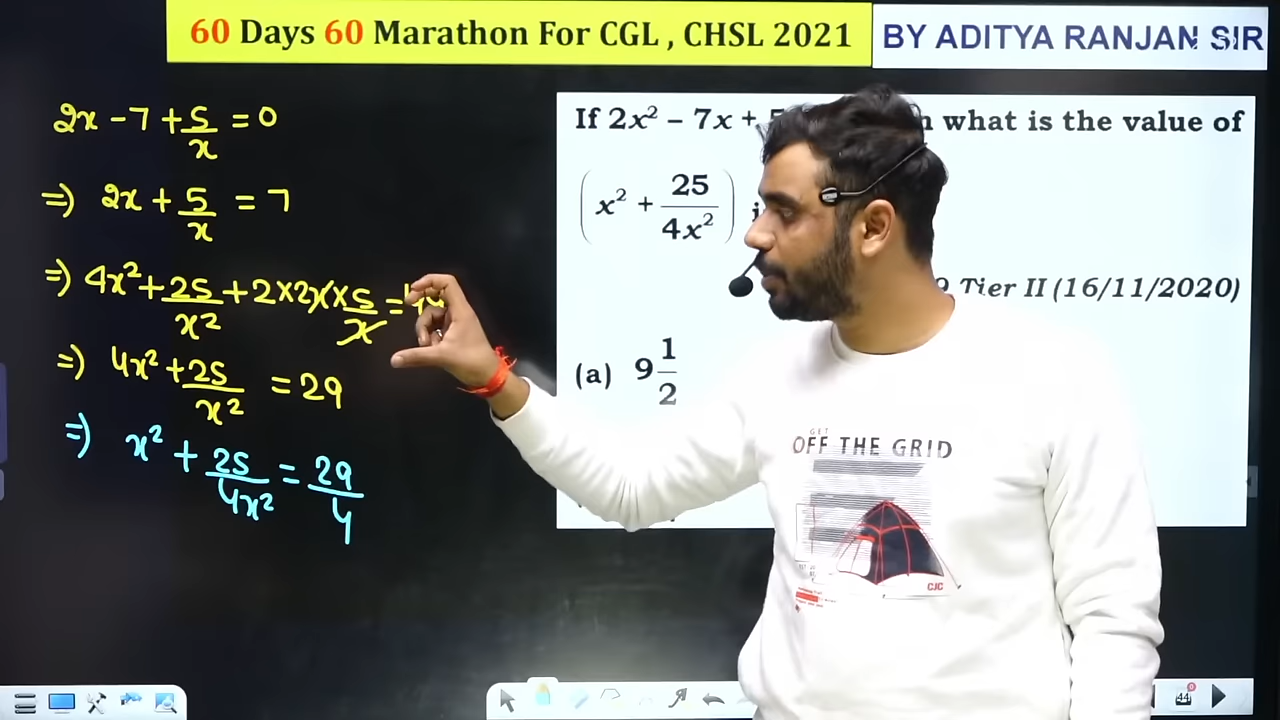 60 Days 60 Marathon For CGL , CHSL 2021
BY ADITYA RANJAN SIR
2x - 7 + 5/x = 0
=) 2x + 5/x = 7
=) 4x² + 25/x² + 2×2x × 5/x =
=) 4x² + 25/x² = 29
=) x² + 25/4x² = 29/4
If 2x² – 7x + what is the value of
(x² + 25/4x²)
Tier II (16/11/2020)
(a) 9 1/2
GET
OFF THE GRID
CJC
44